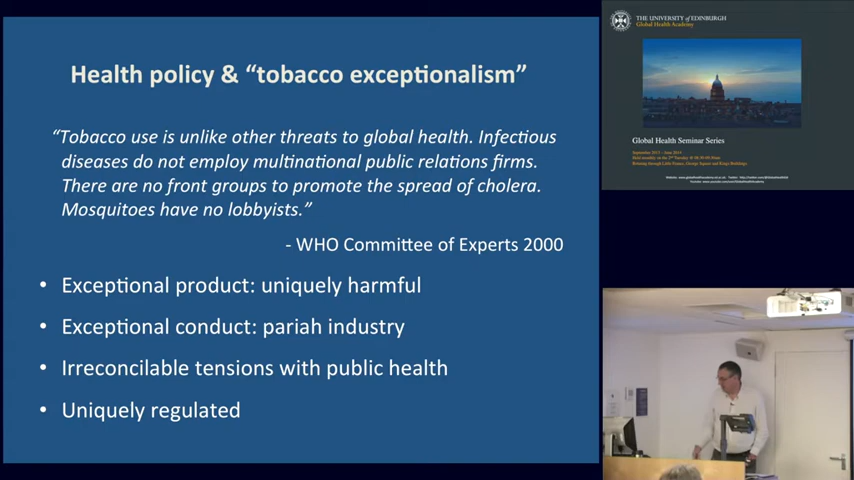 Health policy & “tobacco exceptionalism”
“Tobacco use is unlike other threats to global health. Infectious
diseases do not employ multinational public relations firms.
There are no front groups to promote the spread of cholera.
Mosquitoes have no lobbyists.”
- WHO Committee of Experts 2000
• Exceptional product: uniquely harmful
• Exceptional conduct: pariah industry
• Irreconcilable tensions with public health
• Uniquely regulated
THE UNIVERSITY of EDINBURGH
Global Health Academy
Global Health Seminar Series